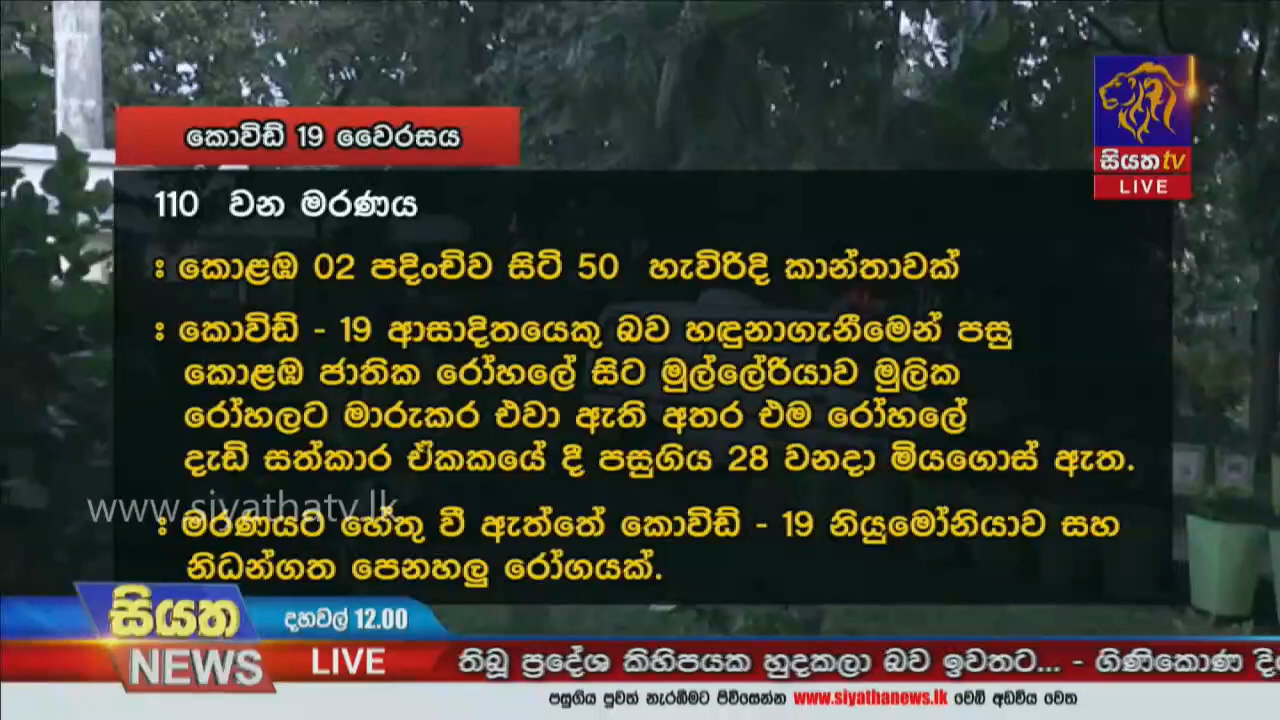 කොවිඩ් 19 වෛරසය
සියත tv
LIVE
110 වන මරණය
: කොළඹ 02 පදිංචිව සිටි 50 හැවිරිදි කාන්තාවක්
: කොවිඩ් - 19 ආසාදිතයෙකු බව හඳුනාගැනීමෙන් පසු
කොළඹ ජාතික රෝහලේ සිට මුල්ලේරියාව මුලික
රෝහලට මාරුකර එවා ඇති අතර එම රෝහලේ
දැඩි සත්කාර ඒකකයේ දී පසුගිය 28 වනදා මියගොස් ඇත.
www.siyathatv.lk
: මරණයට හේතු වී ඇත්තේ කොවිඩ් - 19 නියුමෝනියාව සහ
නිධන්ගත පෙනහලු රෝගයක්.
සියත
දහවල් 12.00
NEWS
LIVE
තිබූ ප්‍රදේශ කිහිපයක හුදකලා බව ඉවතට... - ගිණිකොණ
පසුගිය පුවත් නැරඹීමට පිවිසෙන්න www.siyathanews.lk වෙබ් අඩවිය වෙත